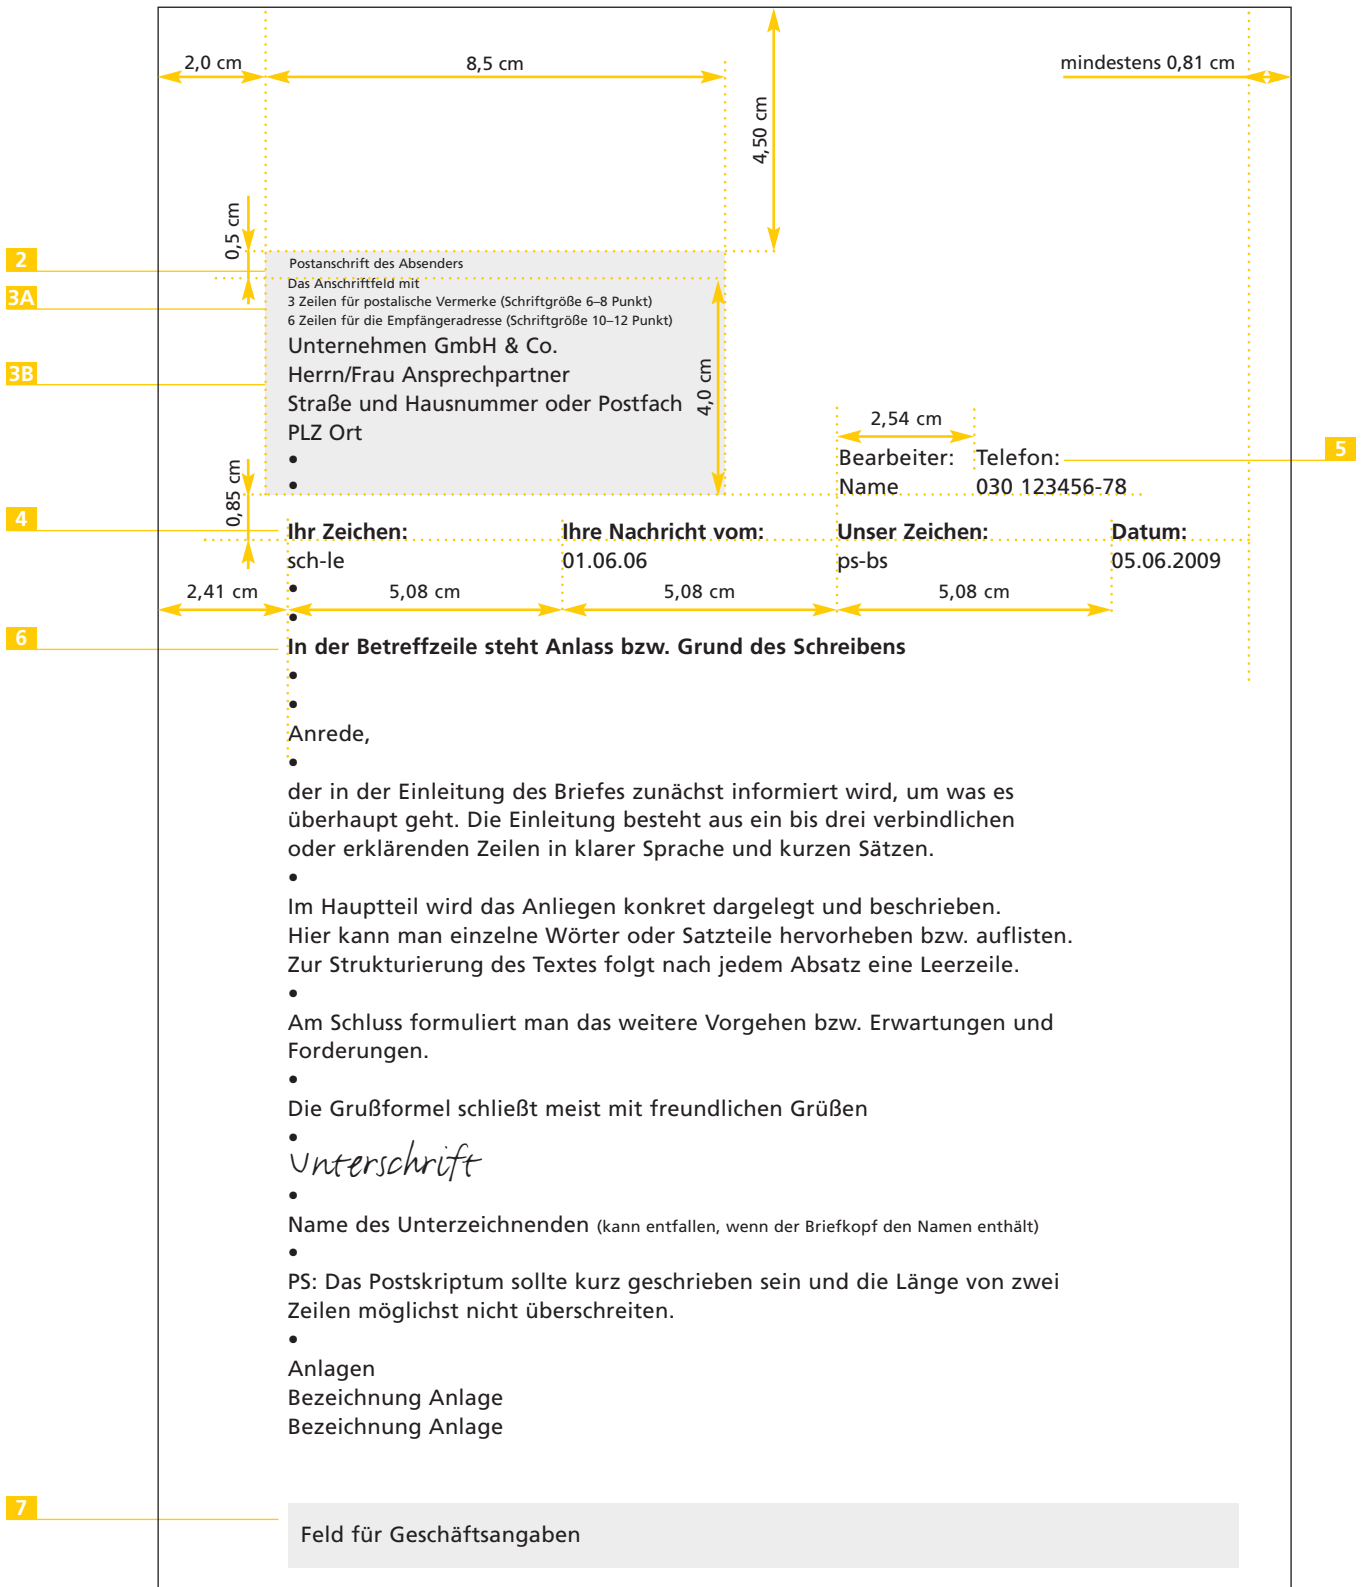 2,0 cm
8,5 cm
mindestens 0,81 cm
4,50 cm
0,5 cm
2
Postanschrift des Absenders
3A
Das Anschriftfeld mit
3 Zeilen für postalische Vermerke (Schriftgröße 6–8 Punkt)
6 Zeilen für die Empfängeradresse (Schriftgröße 10–12 Punkt)
Unternehmen GmbH & Co.
3B
Herrn/Frau Ansprechpartner
4,0 cm
Straße und Hausnummer oder Postfach
PLZ Ort
2,54 cm
5
•
Bearbeiter: Telefon:
•
Name 030 123456-78
0,85 cm
4
Ihr Zeichen: Ihre Nachricht vom: Unser Zeichen: Datum:
sch-le 01.06.06 ps-bs 05.06.2009
•
2,41 cm 5,08 cm 5,08 cm 5,08 cm
•
6
In der Betreffzeile steht Anlass bzw. Grund des Schreibens
•
•
Anrede,
•
der in der Einleitung des Briefes zunächst informiert wird, um was es
überhaupt geht. Die Einleitung besteht aus ein bis drei verbindlichen
oder erklärenden Zeilen in klarer Sprache und kurzen Sätzen.
•
Im Hauptteil wird das Anliegen konkret dargelegt und beschrieben.
Hier kann man einzelne Wörter oder Satzteile hervorheben bzw. auflisten.
Zur Strukturierung des Textes folgt nach jedem Absatz eine Leerzeile.
•
Am Schluss formuliert man das weitere Vorgehen bzw. Erwartungen und
Forderungen.
•
Die Grußformel schließt meist mit freundlichen Grüßen
•
Unterschrift
•
Name des Unterzeichnenden (kann entfallen, wenn der Briefkopf den Namen enthält)
•
PS: Das Postskriptum sollte kurz geschrieben sein und die Länge von zwei
Zeilen möglichst nicht überschreiten.
•
Anlagen
Bezeichnung Anlage
Bezeichnung Anlage
7
Feld für Geschäftsangaben